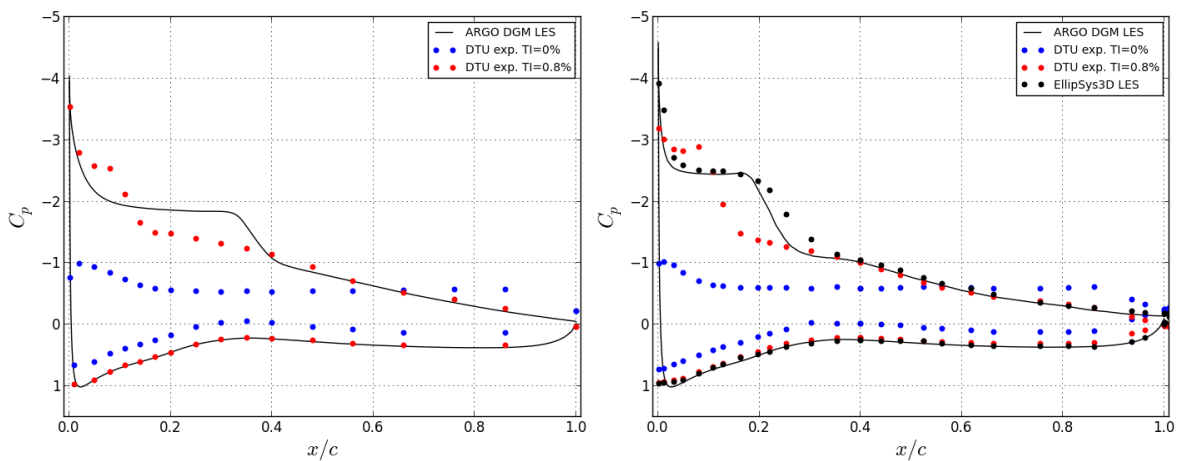 −5
−4
−3
−2
−1
0
1
C_p
0.0 0.2 0.4 0.6 0.8 1.0
x/c
ARGO DGM LES
DTU exp. TI=0%
DTU exp. TI=0.8%
−5
−4
−3
−2
−1
0
1
C_p
0.0 0.2 0.4 0.6 0.8 1.0
x/c
ARGO DGM LES
DTU exp. TI=0%
DTU exp. TI=0.8%
EllipSys3D LES